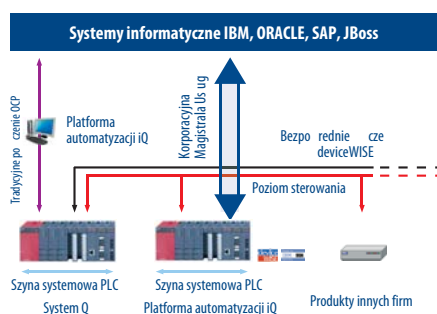 Systemy informatyczne IBM, ORACLE, SAP, JBoss
Tradycyjne po czenie OCP
Platforma
automatyzacji iQ
Korporacyjna
Magistrala Us ug
Bezpo rednie cze
deviceWISE
Poziom sterowania
Szyna systemowa PLC
System Q
Szyna systemowa PLC
Platforma automatyzacji iQ
Produkty innych firm